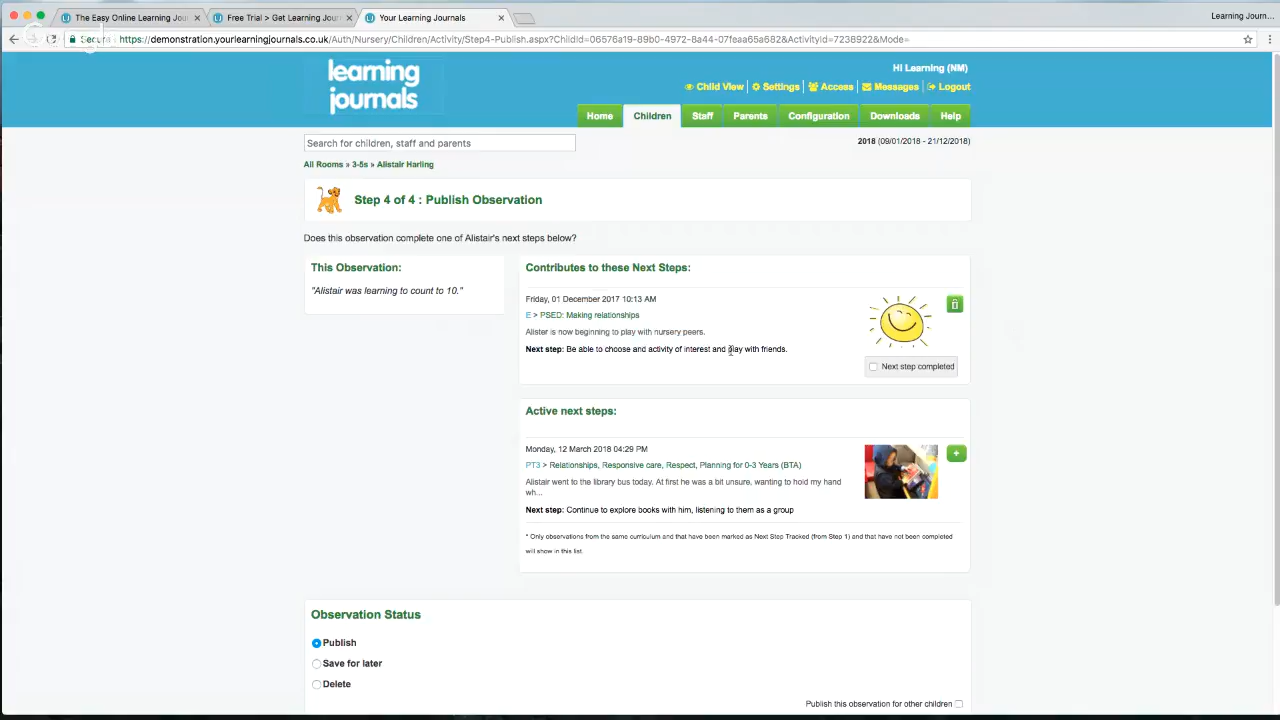 The Easy Online Learning Jou
Free Trial > Get Learning Jour
Your Learning Journals
Learning Journ...
Secure
https://demonstration.yourlearningjournals.co.uk/Auth/Nursery/Children/Activity/Step4-Publish.aspx?ChildId=06576a19-89b0-4972-8a44-07feaa65a682&ActivityId=7238922&Mode=
learning
journals
Hi Learning (NM)
Child View | Settings | Access | Messages | Logout
Home Children Staff Parents Configuration Downloads Help
Search for children, staff and parents
2018 (09/01/2018 - 21/12/2018)
All Rooms » 3-5s » Alistair Harling
Step 4 of 4 : Publish Observation
Does this observation complete one of Alistair's next steps below?
This Observation:
"Alistair was learning to count to 10."
Contributes to these Next Steps:
Friday, 01 December 2017 10:13 AM
E > PSED: Making relationships
Alister is now beginning to play with nursery peers.
Next step: Be able to choose and activity of interest and play with friends.
Next step completed
Active next steps:
Monday, 12 March 2018 04:29 PM
PT3 > Relationships, Responsive care, Respect, Planning for 0-3 Years (BTA)
Alistair went to the library bus today. At first he was a bit unsure, wanting to hold my hand
wh...
Next step: Continue to explore books with him, listening to them as a group
* Only observations from the same curriculum and that have been marked as Next Step Tracked (from Step 1) and that have not been completed
will show in this list.
Observation Status
Publish
Save for later
Delete
Publish this observation for other children